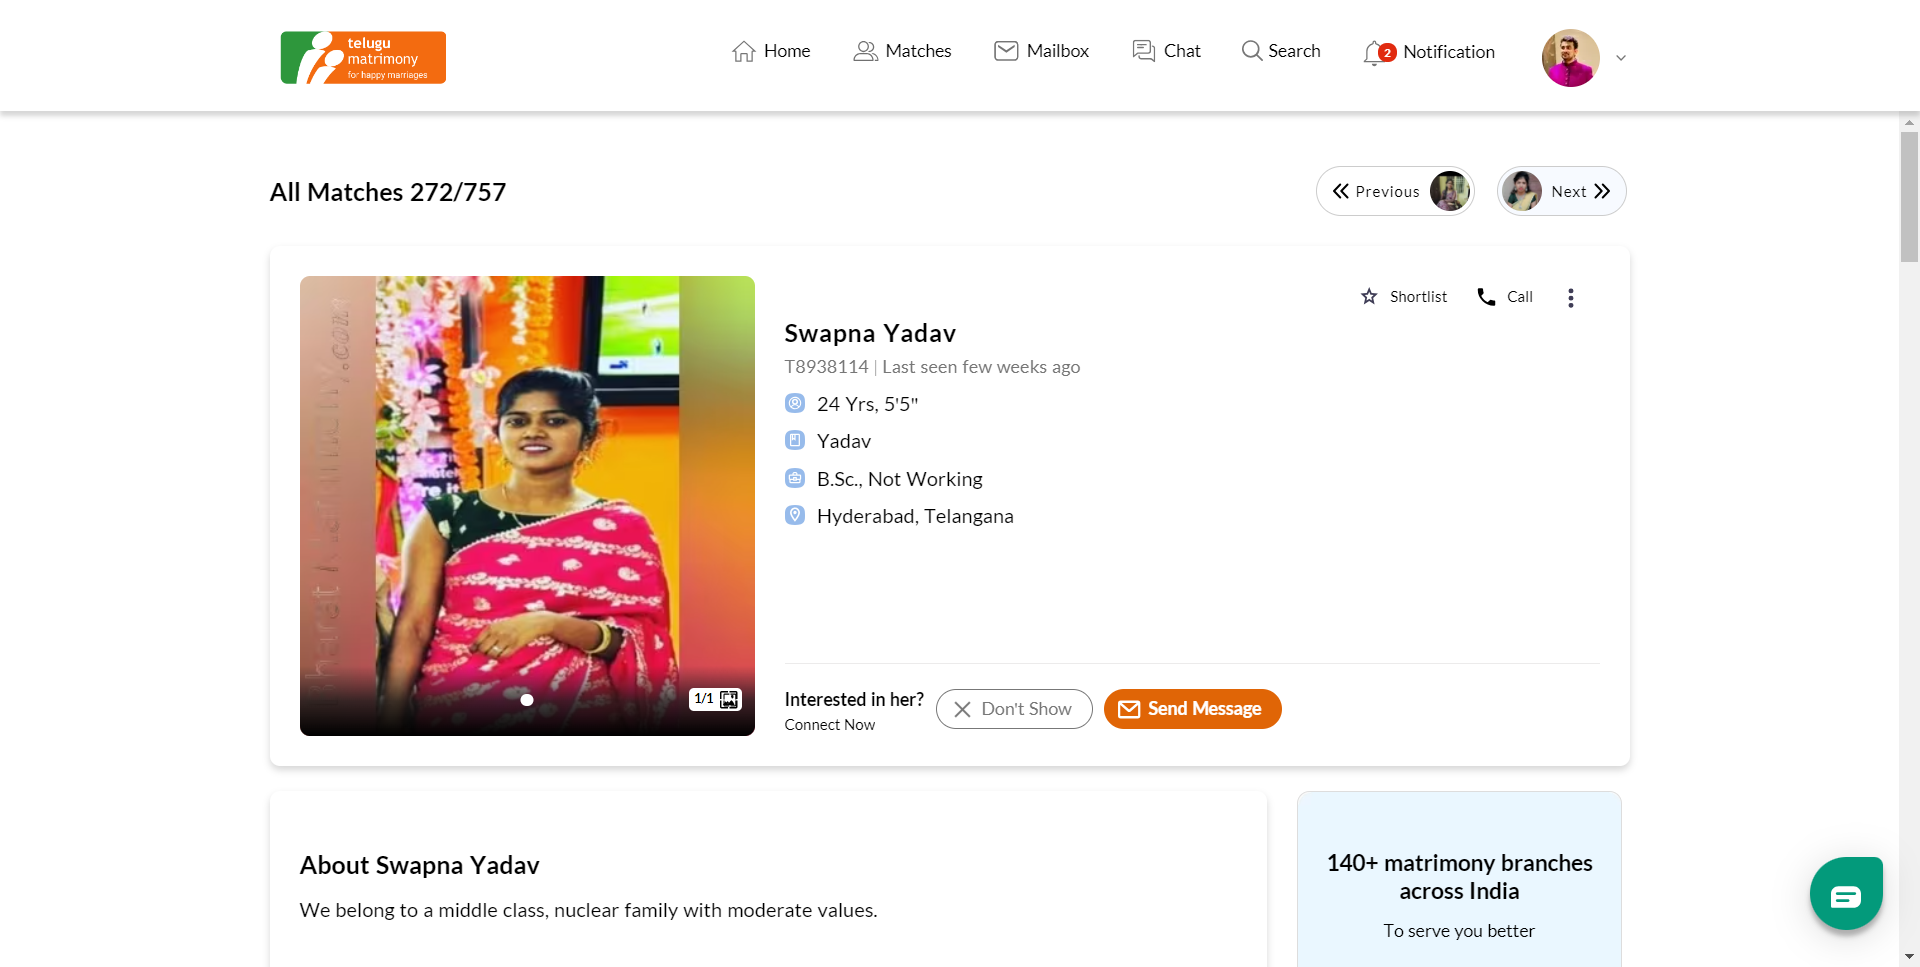 telugu
matrimony
for happy marriages
Home
Matches
Mailbox
Chat
Search
2
Notification
All Matches 272/757
Previous
Next
Shortlist
Call
Swapna Yadav
T8938114 | Last seen few weeks ago
24 Yrs, 5'5"
Yadav
B.Sc., Not Working
Hyderabad, Telangana
1/1
Interested in her?
Connect Now
Don't Show
Send Message
About Swapna Yadav
We belong to a middle class, nuclear family with moderate values.
140+ matrimony branches
across India
To serve you better